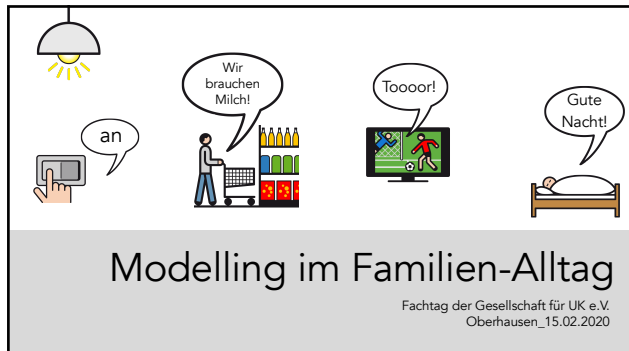 Wir
brauchen
Milch!
Toooor!
Gute
Nacht!
an
Modelling im Familien-Alltag
Fachtag der Gesellschaft für UK e.V.
Oberhausen_15.02.2020